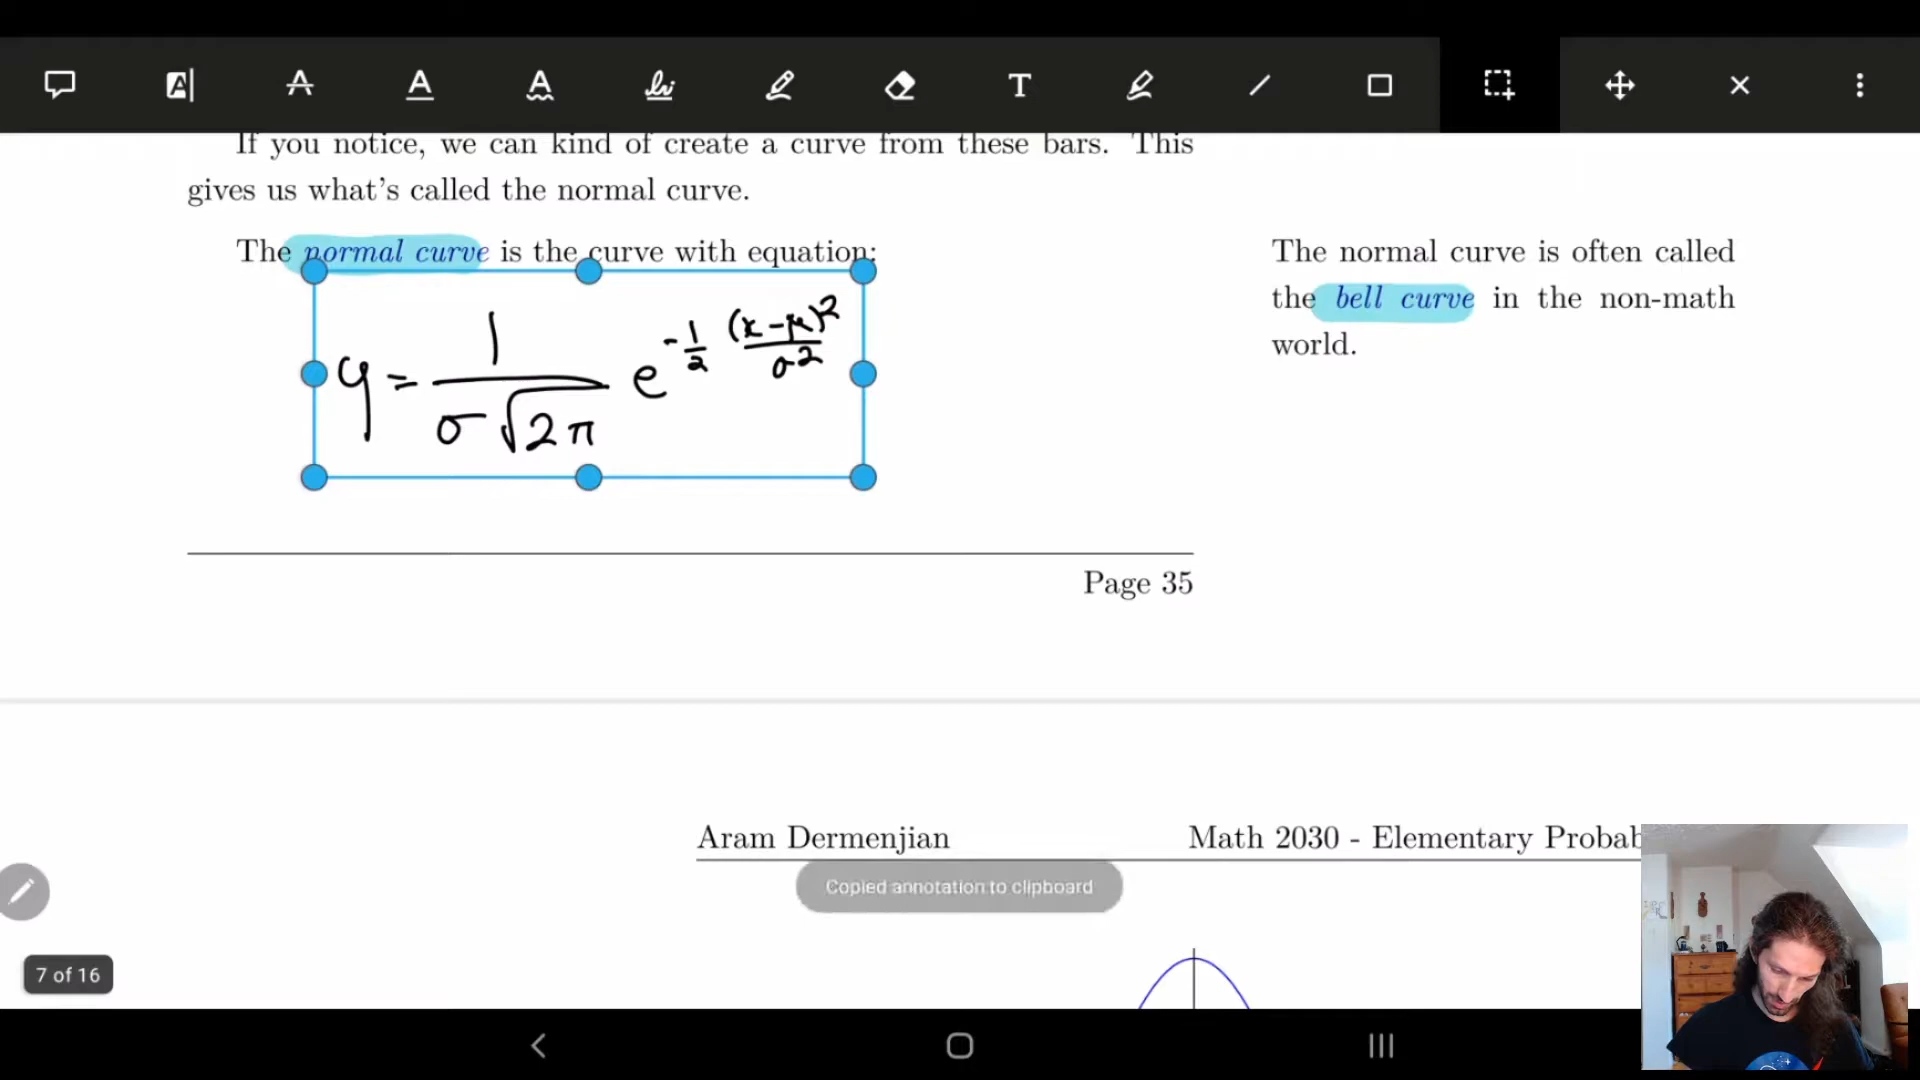 If you notice, we can kind of create a curve from these bars. This
gives us what's called the normal curve.
The normal curve is the curve with equation:
y = 1/(σ√2π) e^(-1/2 (x-μ)²/σ²)
The normal curve is often called
the bell curve in the non-math
world.
Page 35
Aram Dermenjian
Math 2030 - Elementary Probab
Copied annotation to clipboard
7 of 16